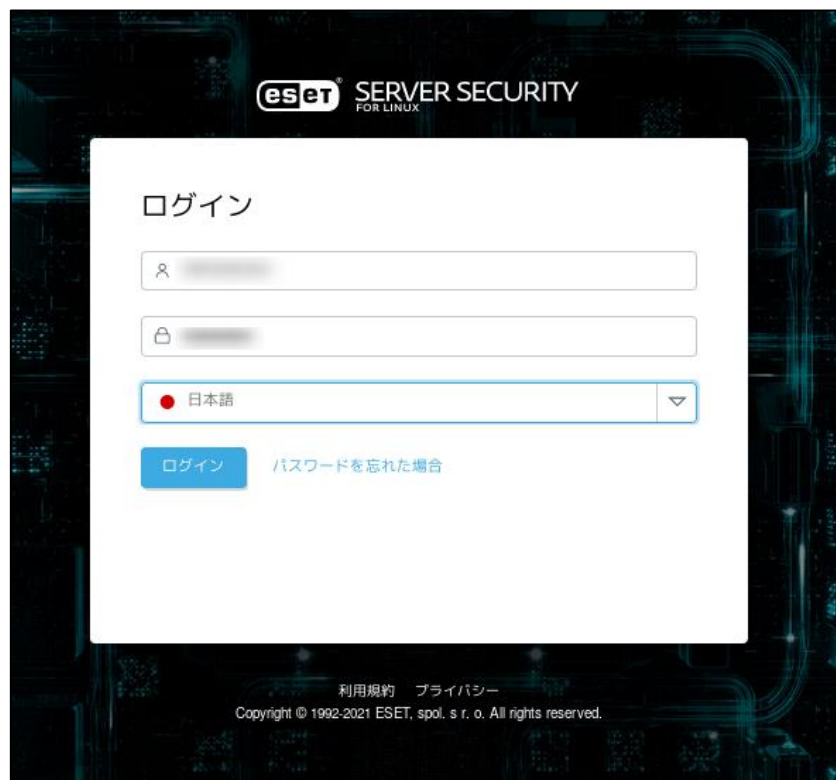 eset® SERVER SECURITY
FOR LINUX
ログイン
日本語
ログイン パスワードを忘れた場合
利用規約 プライバシー
Copyright © 1992-2021 ESET, spol. s r. o. All rights reserved.